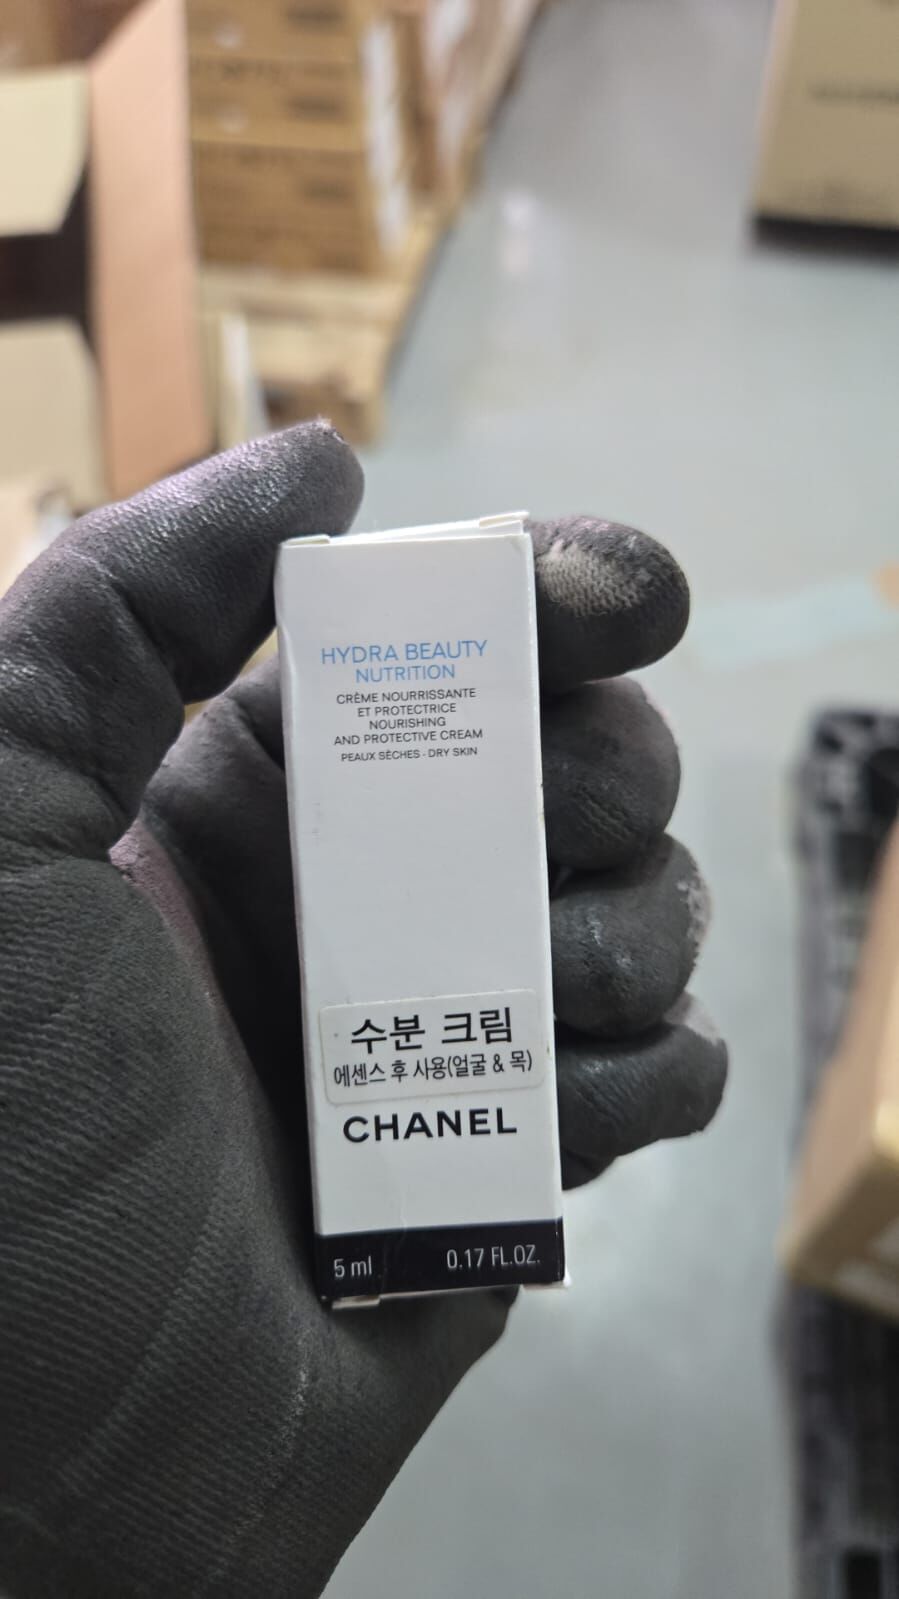 HYDRA BEAUTY
NUTRITION
CRÈME NOURRISSANTE
ET PROTECTRICE
NOURISHING
AND PROTECTIVE CREAM
PEAUX SÈCHES - DRY SKIN
수분 크림
에센스 후 사용(얼굴 & 목)
CHANEL
5 ml 0.17 FL.OZ.